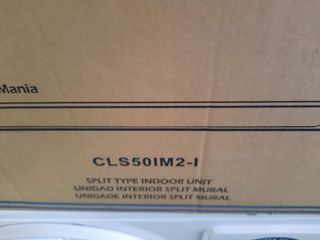 Mania
CLS50IM2-I
SPLIT TYPE INDOOR UNIT
UNIDAD INTERIOR SPLIT MURAL
UNIDADE INTERIOR SPLIT MURAL